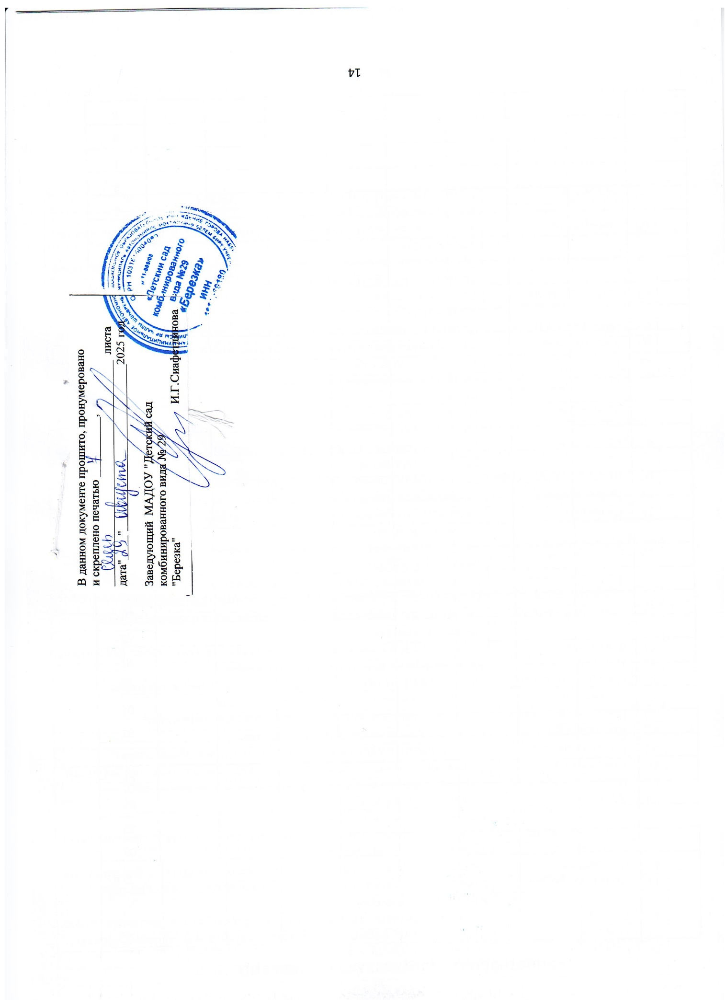 14
В данном документе прошито, пронумеровано
и скреплено печатью 7 ,
семь листа
дата" 29 " августа 2025 год
Заведующий МАДОУ "Детский сад
комбинированного вида № 29
"Березка" И.Г.Сиафетдинова
«Детский сад
комбинированного
вида №29
«Березка»
ИНН